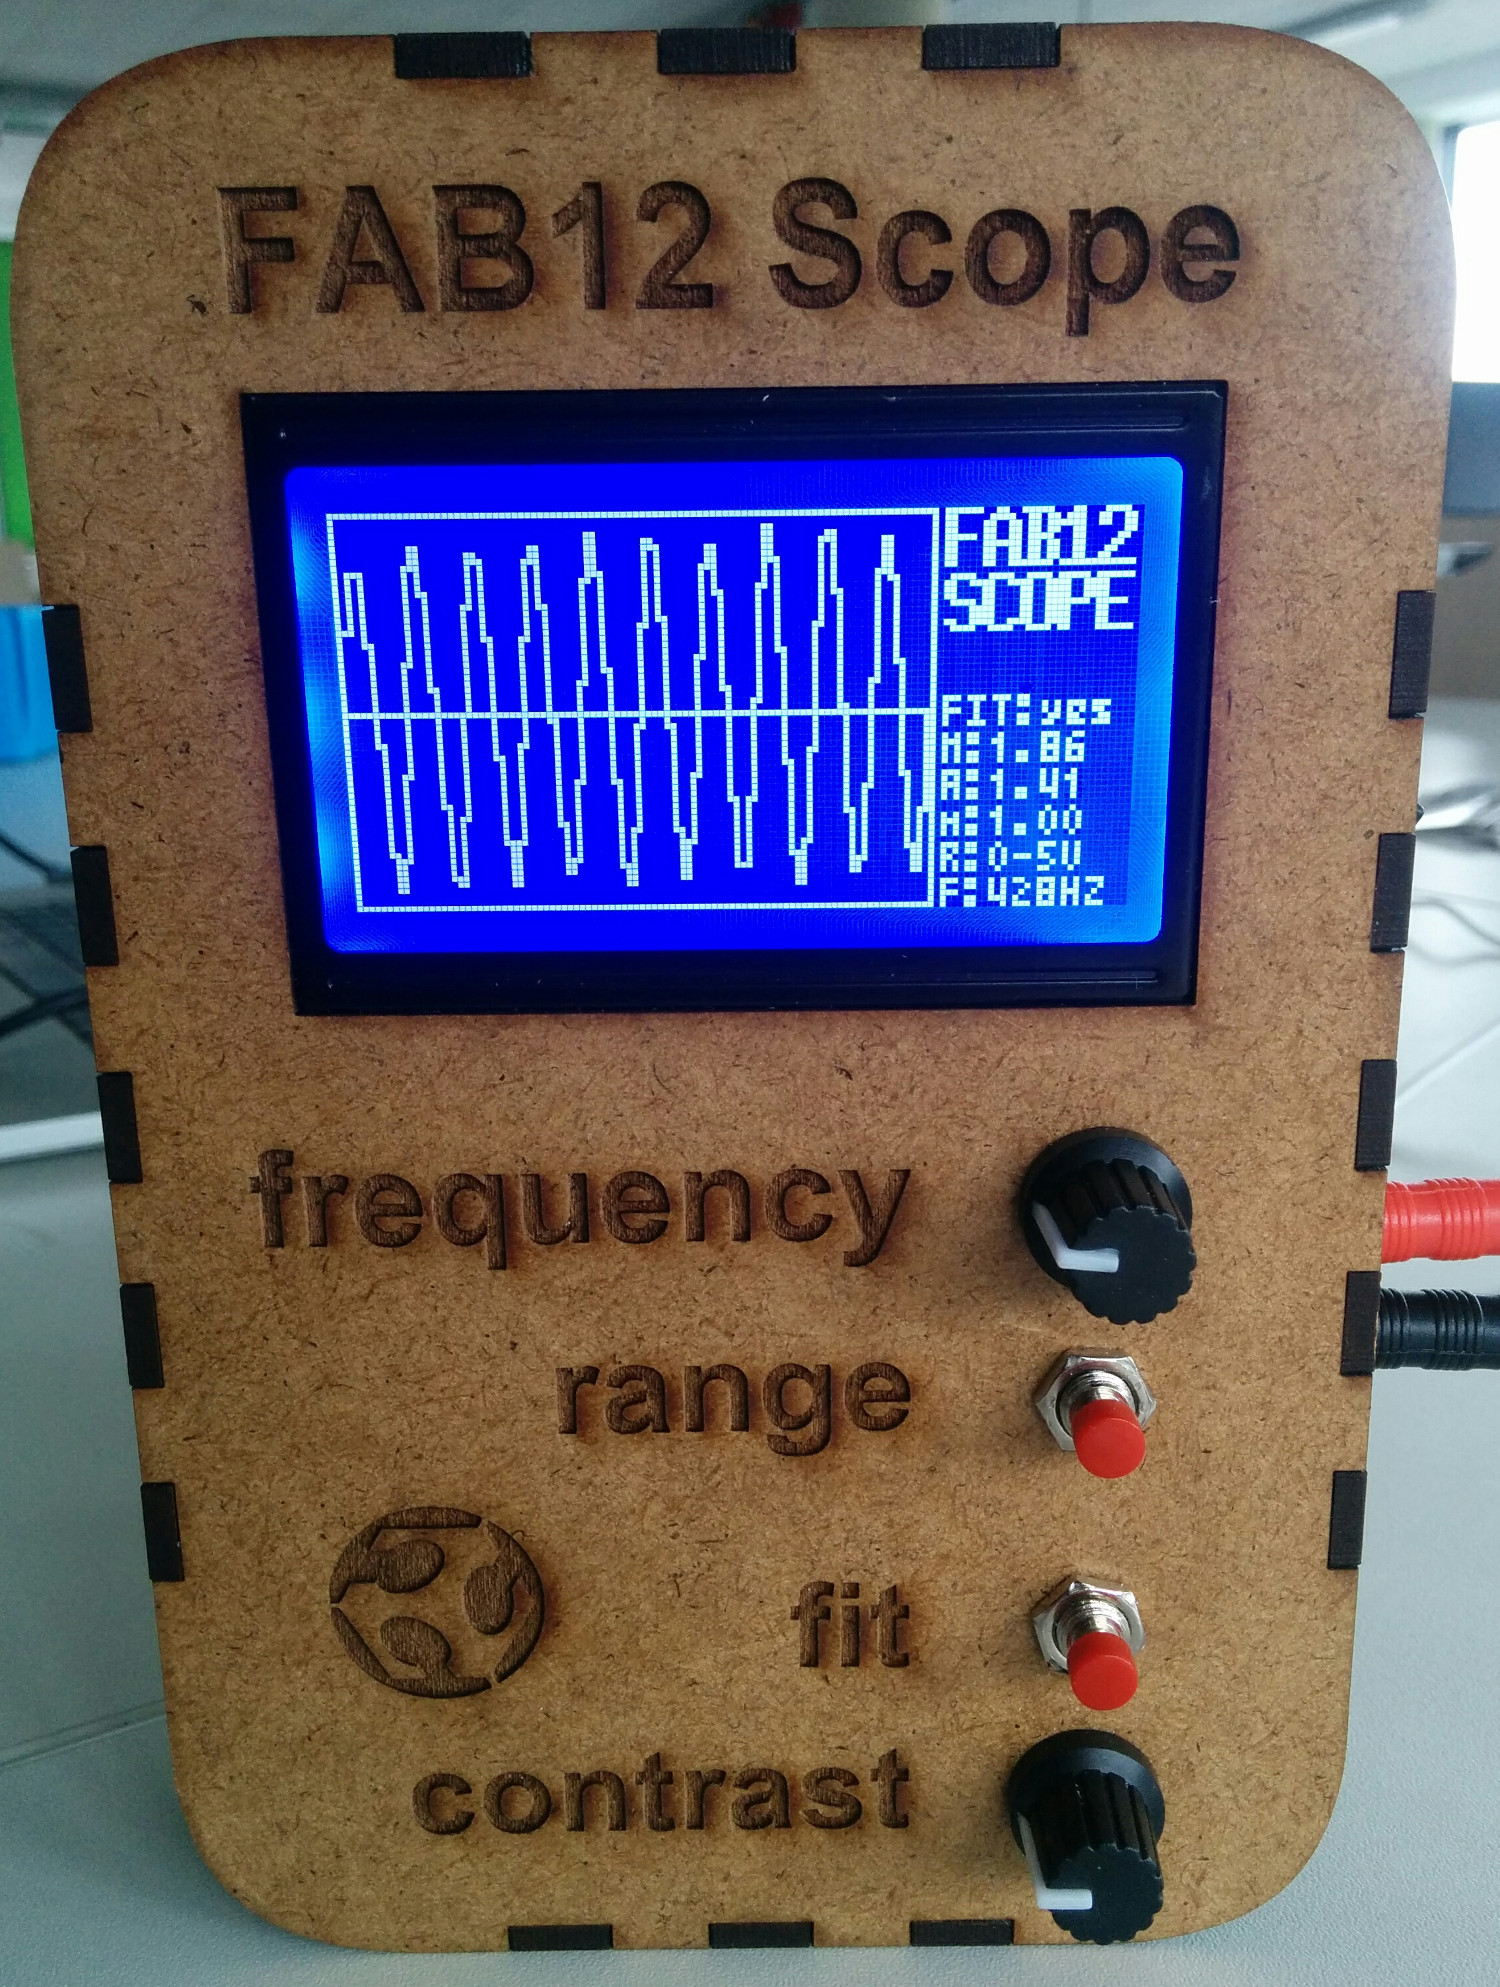 FAB12 Scope
FAB12
SCOPE
FIT:yes
M:1.86
A:1.41
M:1.00
R:0-5V
F:428HZ
frequency
range
fit
contrast